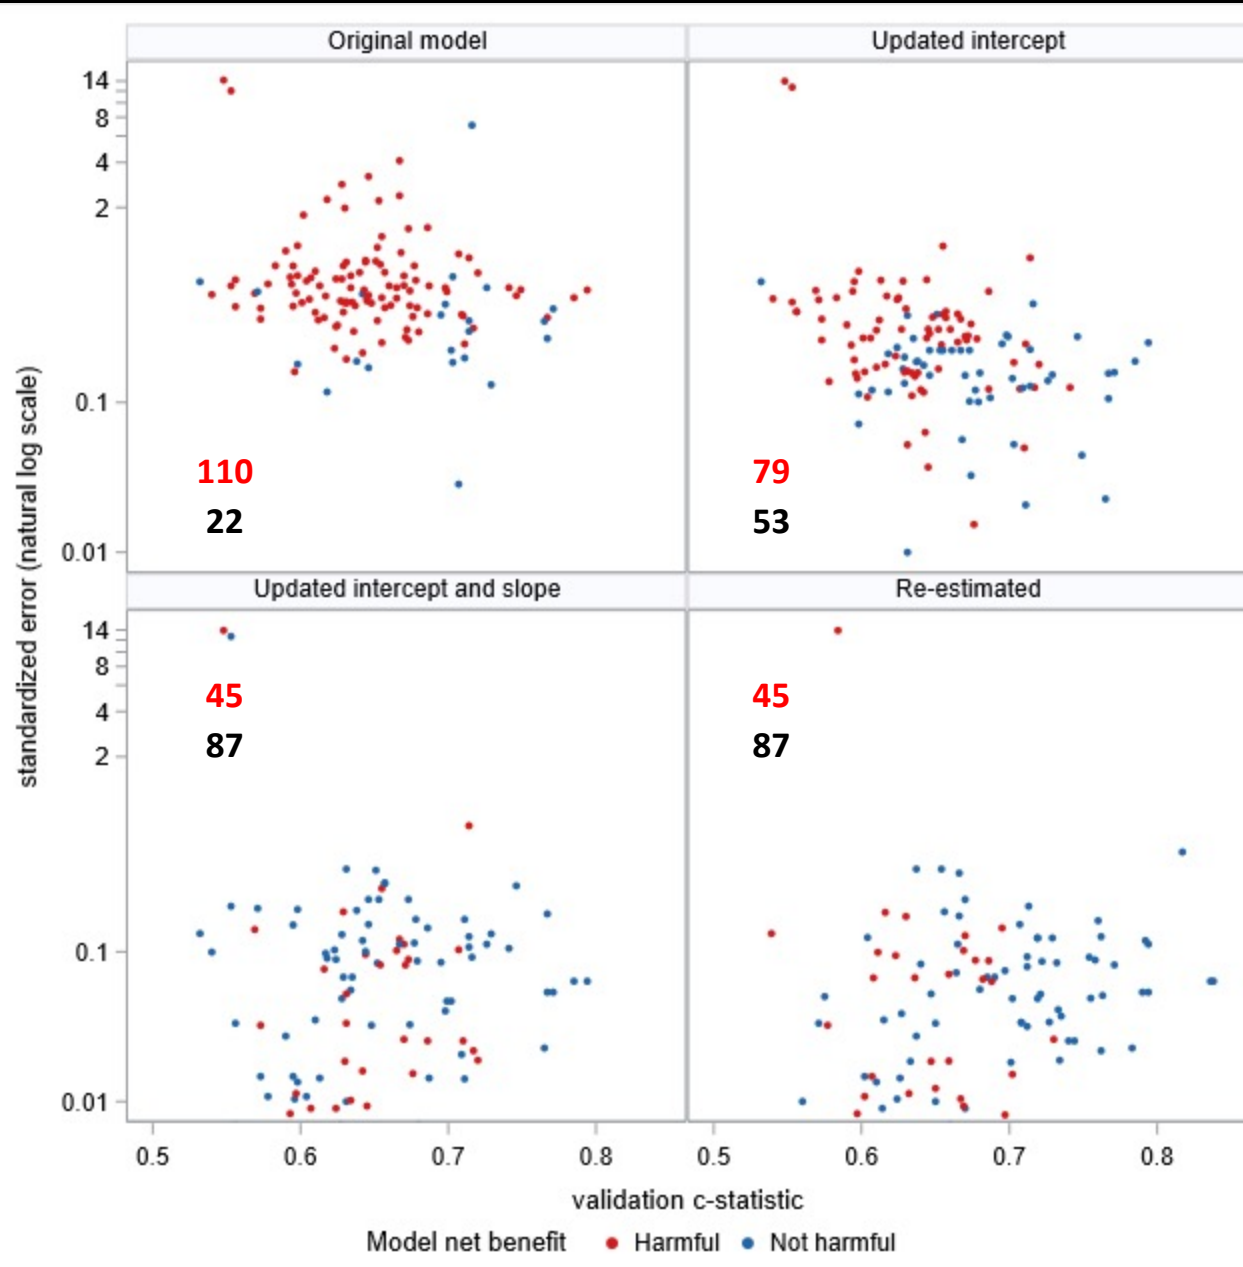 Original model
Updated intercept
14
8
4
2
0.1
0.01
110
22
79
53
Updated intercept and slope
Re-estimated
14
8
4
2
0.1
0.01
45
87
45
87
standardized error (natural log scale)
0.5 0.6 0.7 0.8 0.5 0.6 0.7 0.8
validation c-statistic
Model net benefit Harmful Not harmful